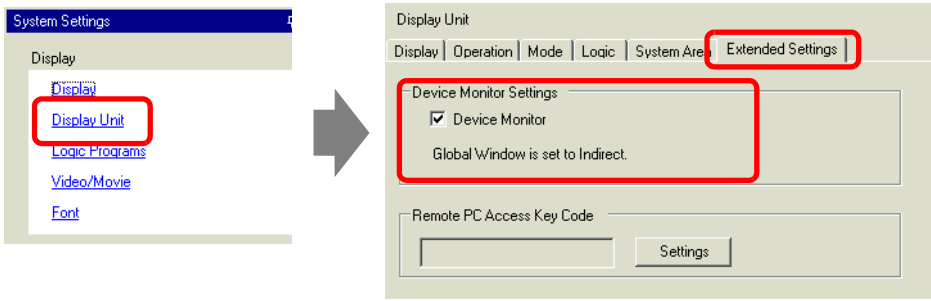 System Settings
Display
Display
Display Unit
Logic Programs
Video/Movie
Font
Display Unit
Display Operation Mode Logic System Area Extended Settings
Device Monitor Settings
Device Monitor
Global Window is set to Indirect.
Remote PC Access Key Code
Settings